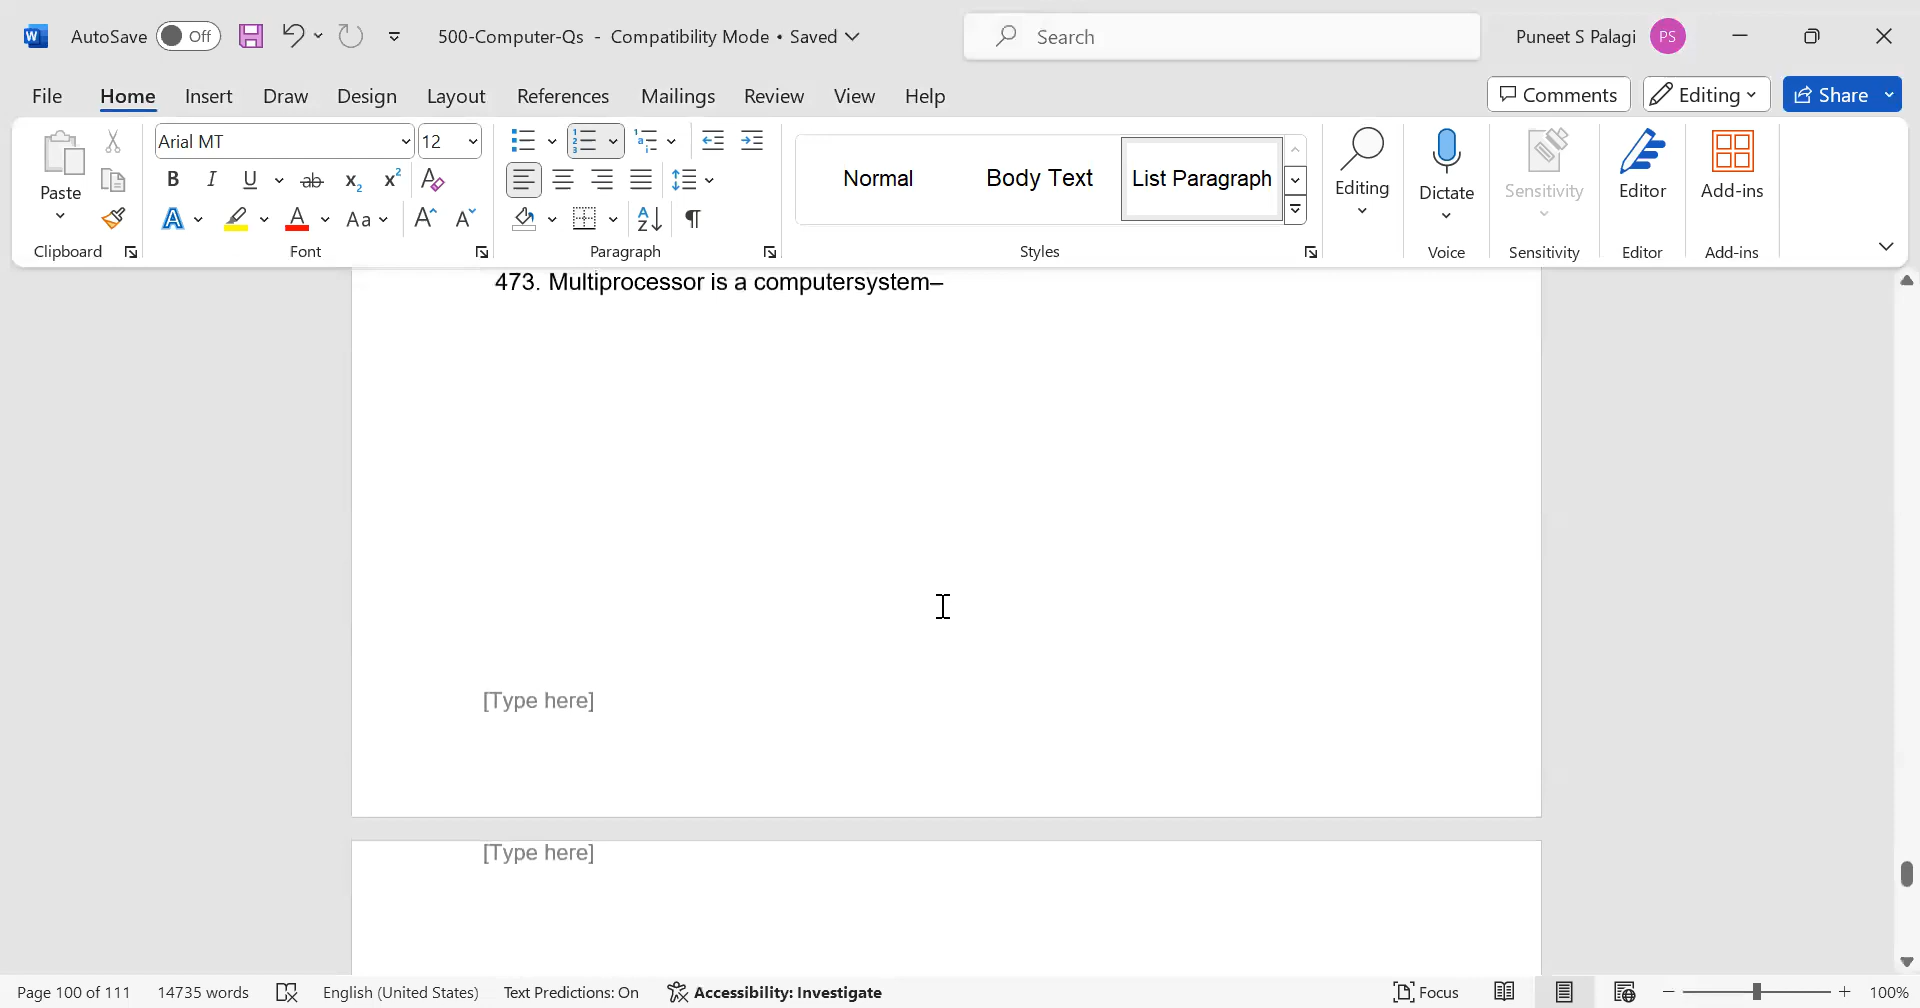 AutoSave Off 500-Computer-Qs - Compatibility Mode • Saved Search Puneet S Palagi PS
File Home Insert Draw Design Layout References Mailings Review View Help Comments Editing Share
Arial MT 12
Paste Normal Body Text List Paragraph Editing Dictate Sensitivity Editor Add-ins
Clipboard Font Paragraph Styles Voice Sensitivity Editor Add-ins
473. Multiprocessor is a computersystem–
[Type here]
[Type here]
Page 100 of 111 14735 words English (United States) Text Predictions: On Accessibility: Investigate Focus 100%